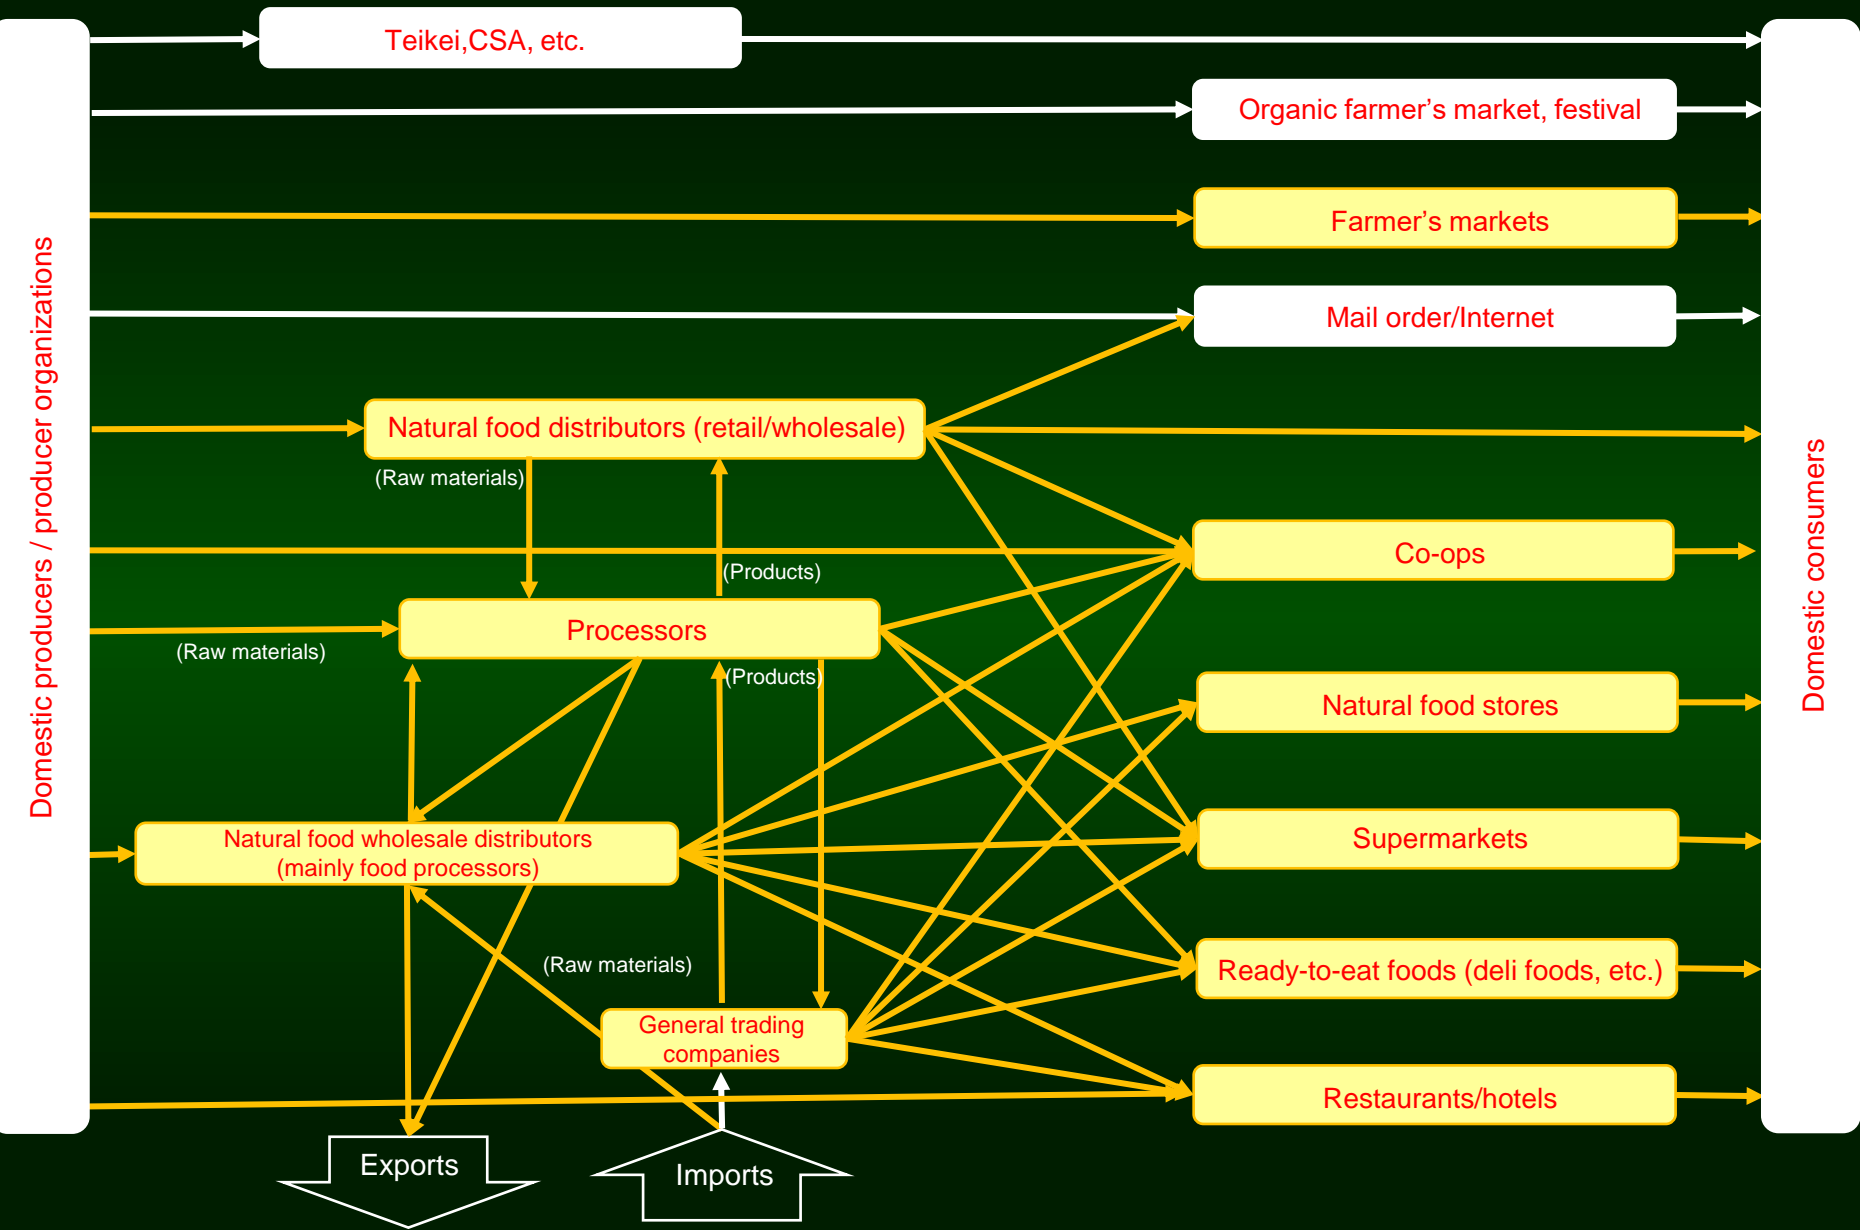 Teikei,CSA, etc.
Organic farmer's market, festival
Farmer's markets
Mail order/Internet
Domestic producers / producer organizations
Natural food distributors (retail/wholesale)
(Raw materials)
Domestic consumers
Co-ops
(Products)
Processors
(Raw materials)
(Products)
Natural food stores
Natural food wholesale distributors
(mainly food processors)
Supermarkets
(Raw materials)
Ready-to-eat foods (deli foods, etc.)
General trading
companies
Restaurants/hotels
Exports
Imports